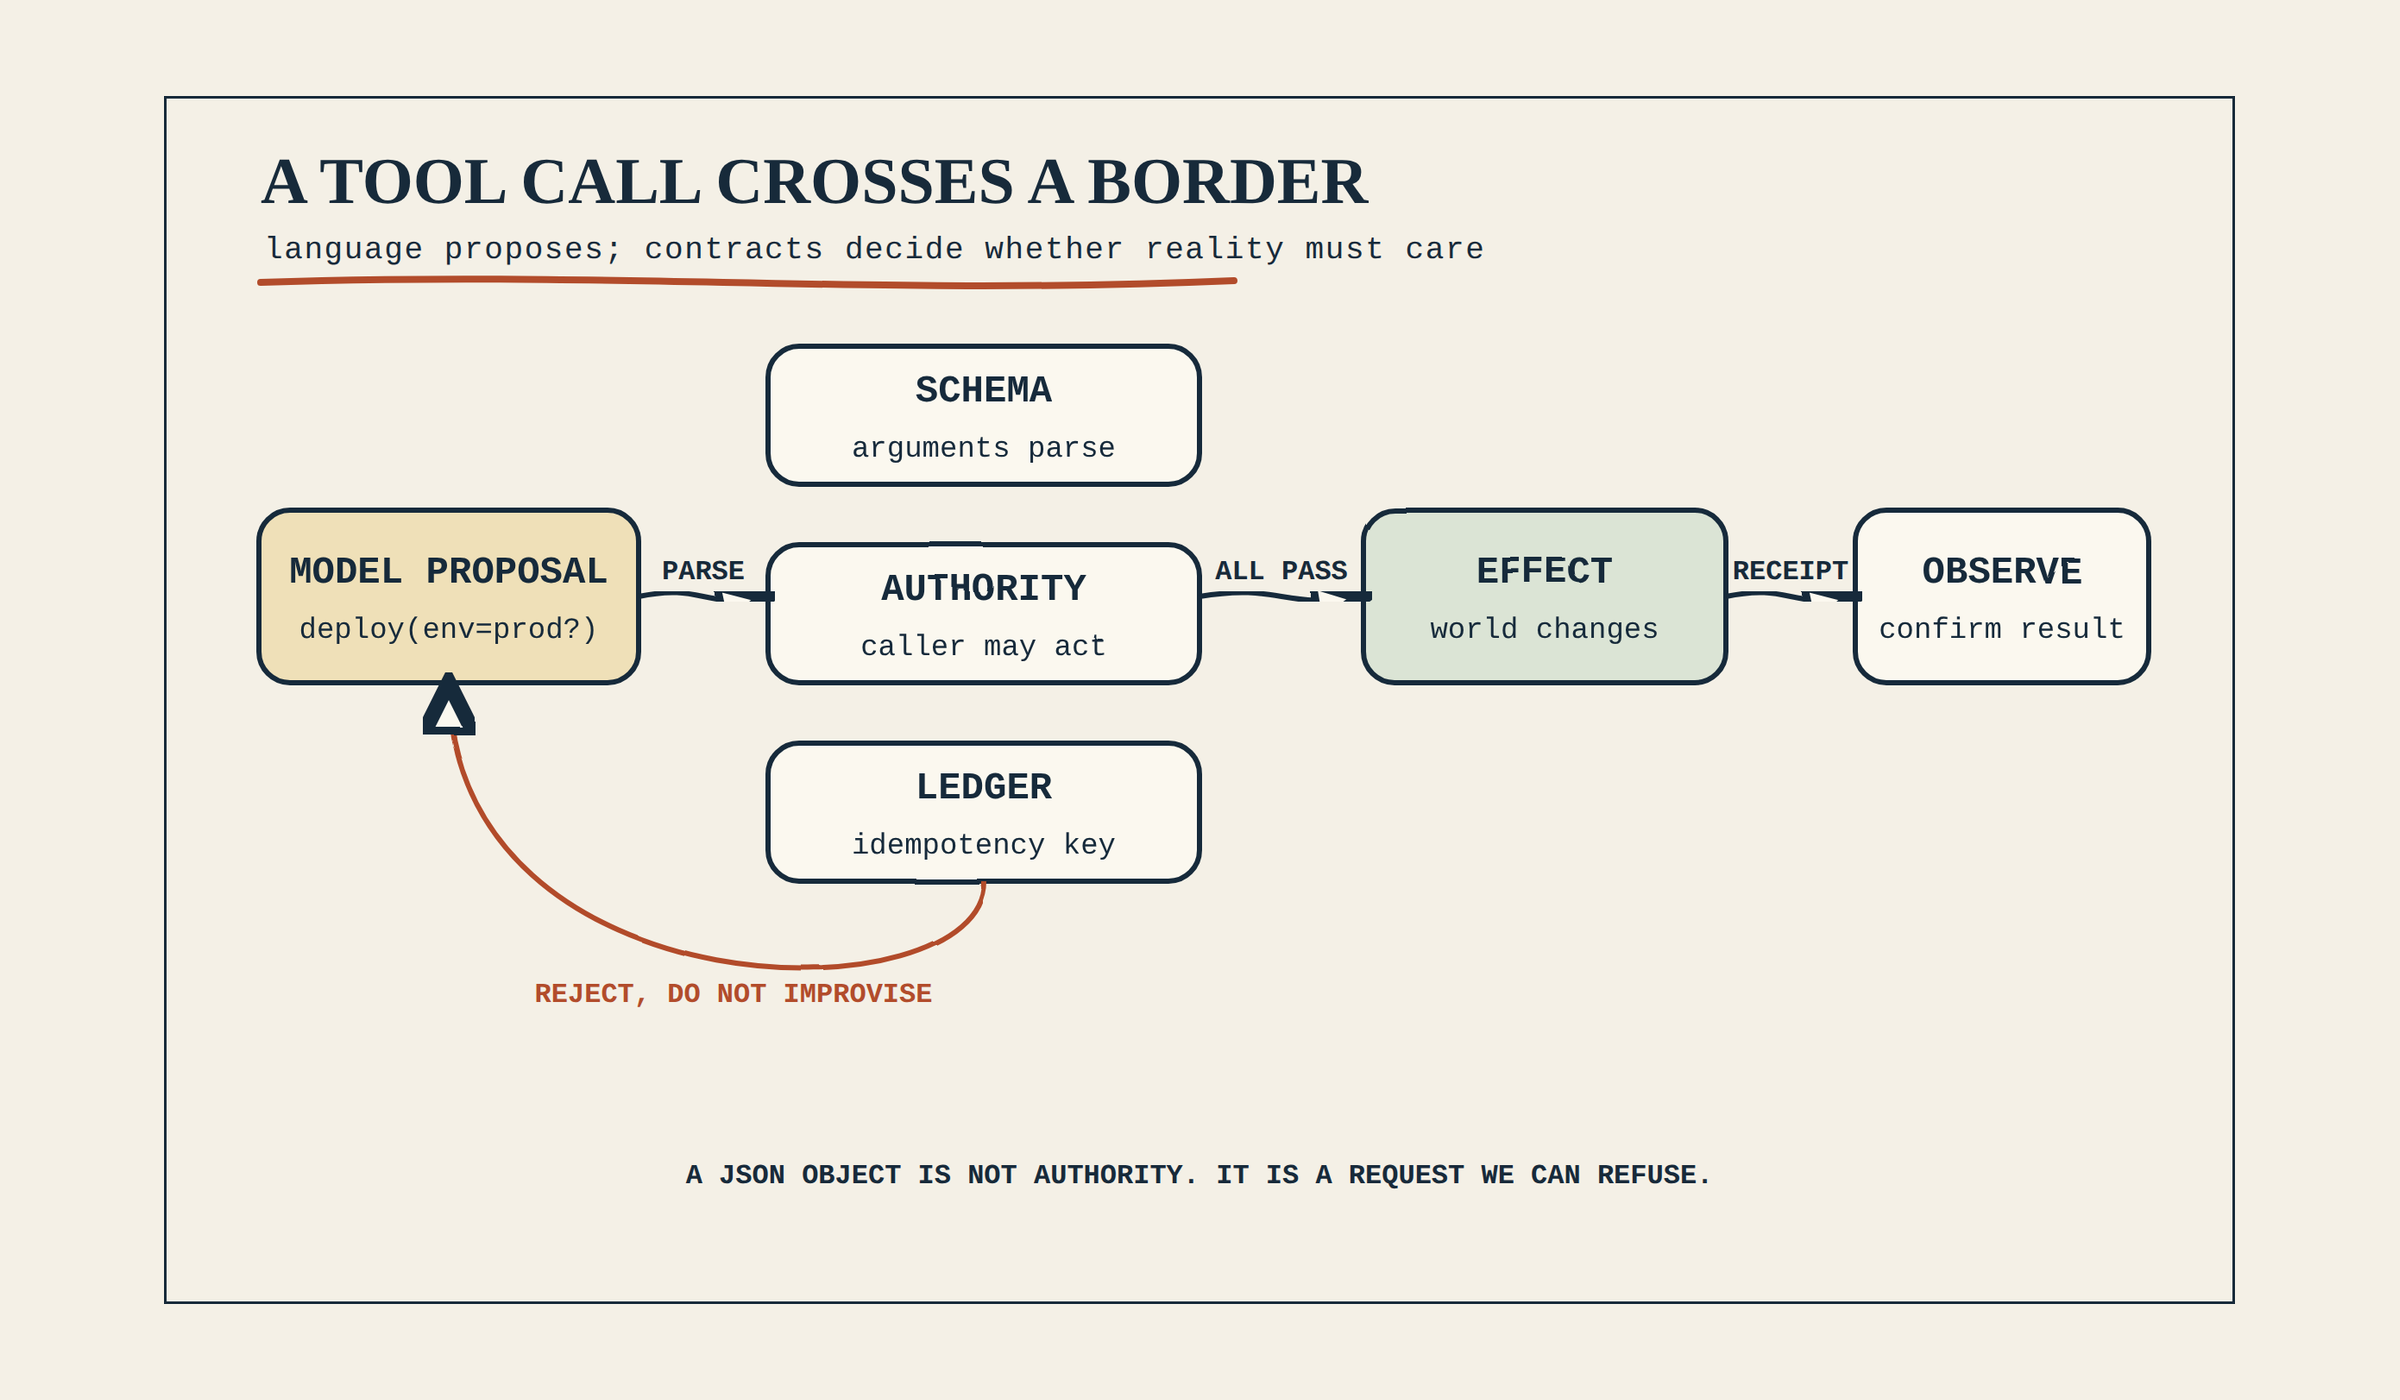 A TOOL CALL CROSSES A BORDER
language proposes; contracts decide whether reality must care
SCHEMA
arguments parse
MODEL PROPOSAL
deploy(env=prod?)
PARSE
AUTHORITY
caller may act
ALL PASS
EFFECT
world changes
RECEIPT
OBSERVE
confirm result
LEDGER
idempotency key
REJECT, DO NOT IMPROVISE
A JSON OBJECT IS NOT AUTHORITY. IT IS A REQUEST WE CAN REFUSE.